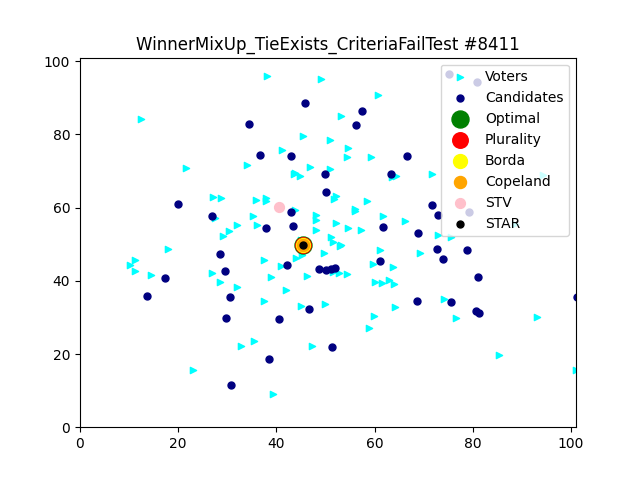 WinnerMixUp_TieExists_CriteriaFailTest #8411
100
80
60
40
20
0
0
20
40
60
80
100
Voters
Candidates
Optimal
Plurality
Borda
Copeland
STV
STAR